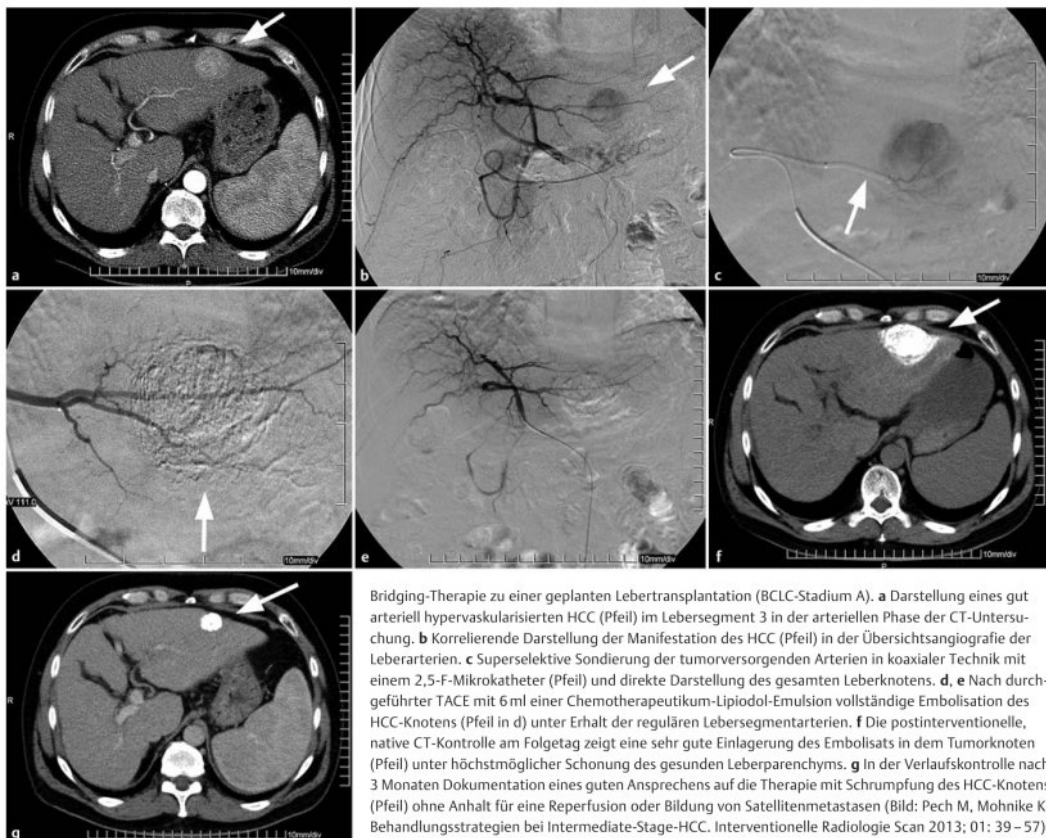 a
R
10mm/div
P
b
c
R
10mm/div
d
V 111.0
10mm/div
e
10mm/div
f
R
10mm/div
g
R
10mm/div
Bridging-Therapie zu einer geplanten Lebertransplantation (BCLC-Stadium A). a Darstellung eines gut
arteriell hypervaskularisierten HCC (Pfeil) im Lebersegment 3 in der arteriellen Phase der CT-Untersu-
chung. b Korrelierende Darstellung der Manifestation des HCC (Pfeil) in der Übersichtsangiografie der
Leberarterien. c Superselektive Sondierung der tumorversorgenden Arterien in koaxialer Technik mit
einem 2,5-F-Mikrokatheter (Pfeil) und direkte Darstellung des gesamten Leberknotens. d, e Nach durch-
geführter TACE mit 6 ml einer Chemotherapeutikum-Lipiodol-Emulsion vollständige Embolisation des
HCC-Knotens (Pfeil in d) unter Erhalt der regulären Lebersegmentarterien. f Die postinterventionelle,
native CT-Kontrolle am Folgetag zeigt eine sehr gute Einlagerung des Embolisats in dem Tumorknoten
(Pfeil) unter höchstmöglicher Schonung des gesunden Leberparenchyms. g In der Verlaufskontrolle nach
3 Monaten Dokumentation eines guten Ansprechens auf die Therapie mit Schrumpfung des HCC-Knotens
(Pfeil) ohne Anhalt für eine Reperfusion oder Bildung von Satellitenmetastasen (Bild: Pech M, Mohnike K.
Behandlungsstrategien bei Intermediate-Stage-HCC. Interventionelle Radiologie Scan 2013; 01: 39–57)